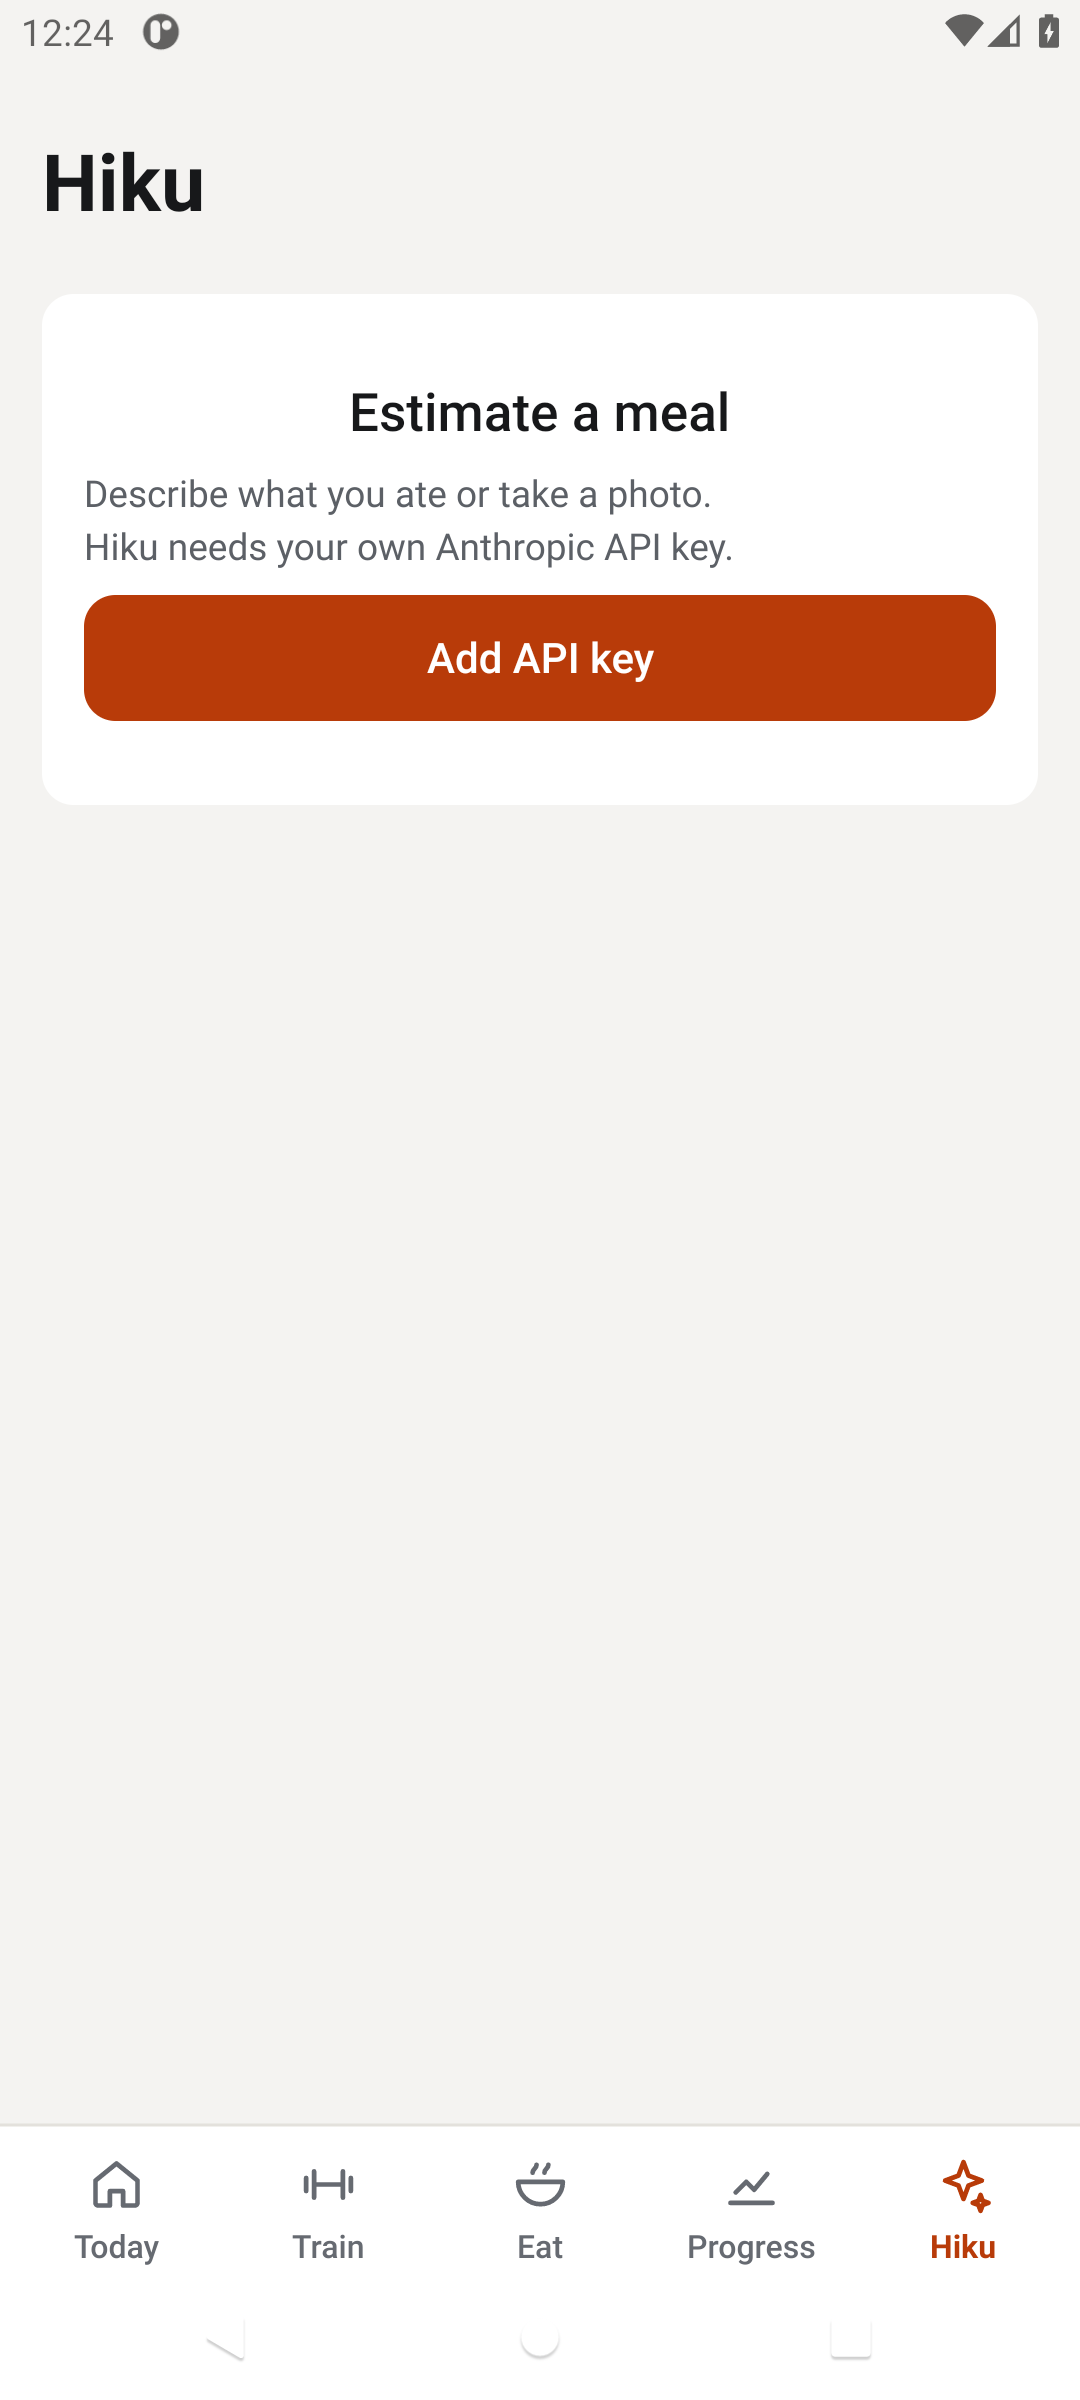 12:24
Hiku
Estimate a meal
Describe what you ate or take a photo.
Hiku needs your own Anthropic API key.
Add API key
Today
Train
Eat
Progress
Hiku